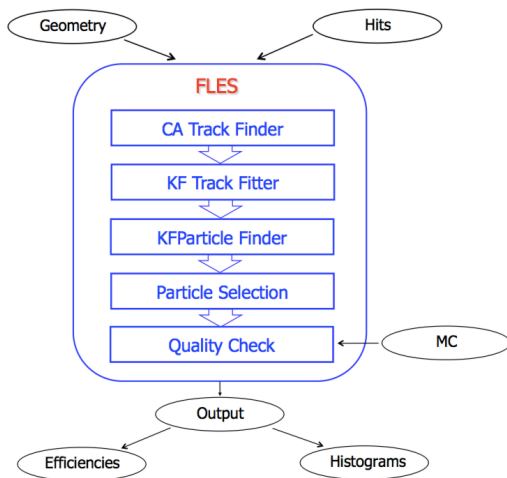 Geometry
Hits
FLES
CA Track Finder
KF Track Fitter
KFParticle Finder
Particle Selection
Quality Check
MC
Output
Efficiencies
Histograms